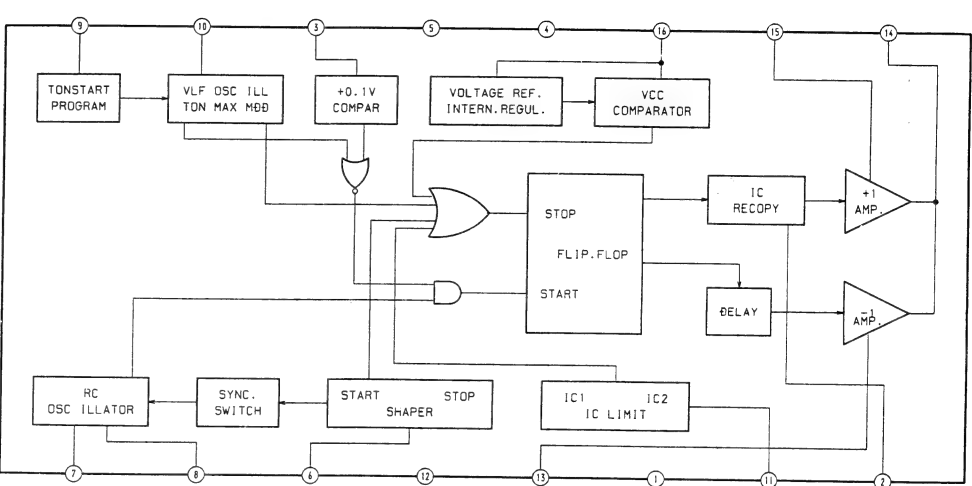 9
10
3
5
4
16
15
14
TONSTART
PROGRAM
VLF OSC ILL
TON MAX MOD
+0.1V
COMPAR
VOLTAGE REF.
INTERN.REGUL.
VCC
COMPARATOR
STOP
FLIP.FLOP
START
IC
RECOPY
+1
AMP.
DELAY
-1
AMP.
RC
OSC ILLATOR
SYNC.
SWITCH
START STOP
SHAPER
IC1 IC2
IC LIMIT
7
8
6
12
13
1
11
2